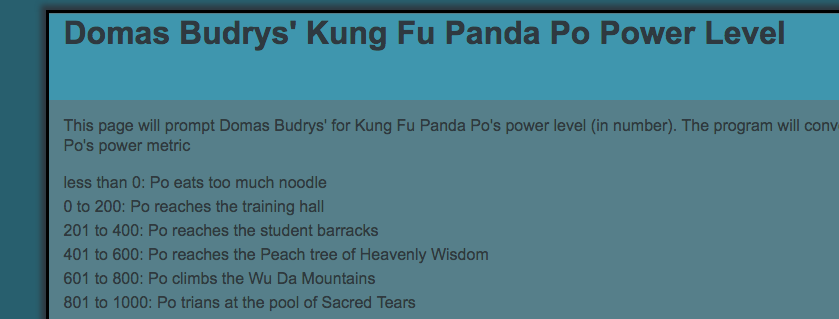 Domas Budrys' Kung Fu Panda Po Power Level
This page will prompt Domas Budrys' for Kung Fu Panda Po's power level (in number). The program will conv
Po's power metric
less than 0: Po eats too much noodle
0 to 200: Po reaches the training hall
201 to 400: Po reaches the student barracks
401 to 600: Po reaches the Peach tree of Heavenly Wisdom
601 to 800: Po climbs the Wu Da Mountains
801 to 1000: Po trians at the pool of Sacred Tears